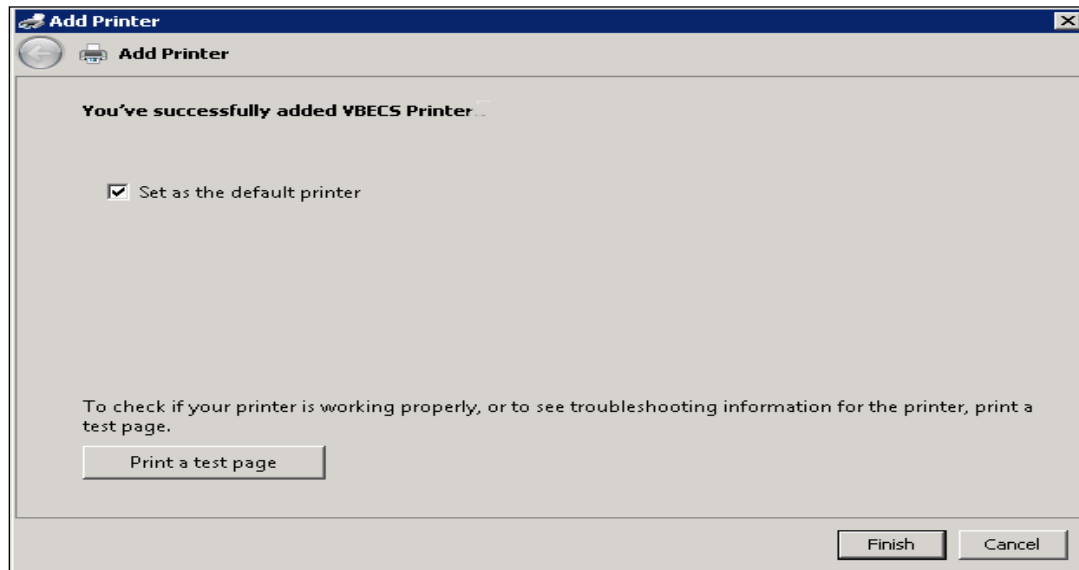 Add Printer
Add Printer
You've successfully added VBECS Printer
Set as the default printer
To check if your printer is working properly, or to see troubleshooting information for the printer, print a
test page.
Print a test page
Finish
Cancel